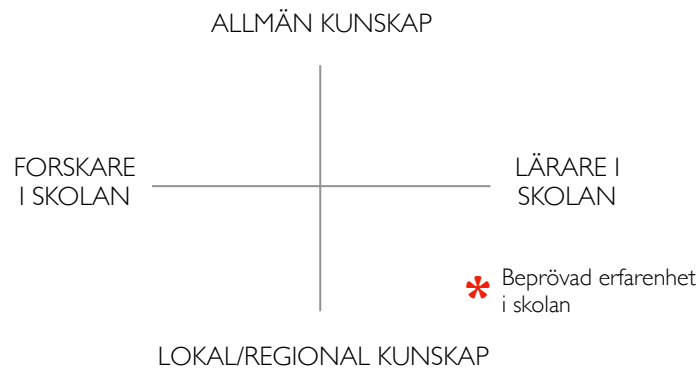 ALLMÄN KUNSKAP
FORSKARE
I SKOLAN
LÄRARE I
SKOLAN
* Beprövad erfarenhet
i skolan
LOKAL/REGIONAL KUNSKAP